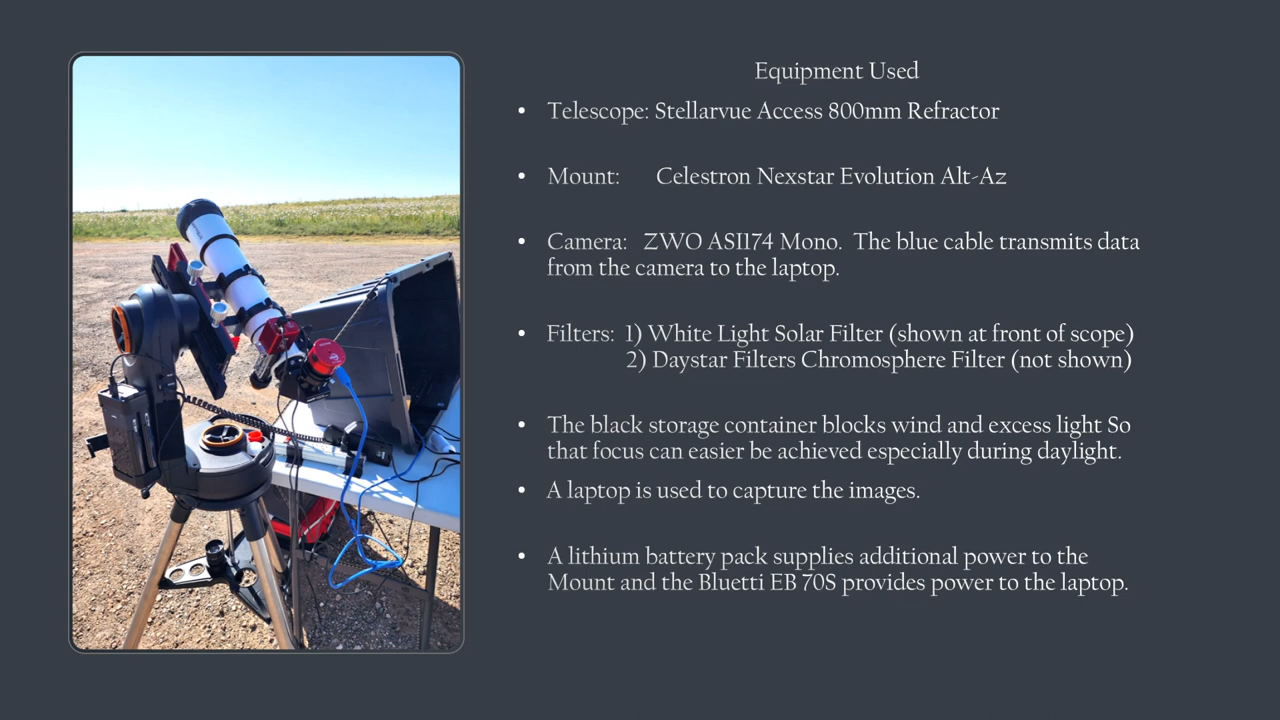 Equipment Used
• Telescope: Stellarvue Access 800mm Refractor
• Mount: Celestron Nexstar Evolution Alt-Az
• Camera: ZWO ASI174 Mono. The blue cable transmits data
from the camera to the laptop.
• Filters: 1) White Light Solar Filter (shown at front of scope)
2) Daystar Filters Chromosphere Filter (not shown)
• The black storage container blocks wind and excess light So
that focus can easier be achieved especially during daylight.
• A laptop is used to capture the images.
• A lithium battery pack supplies additional power to the
Mount and the Bluetti EB 70S provides power to the laptop.